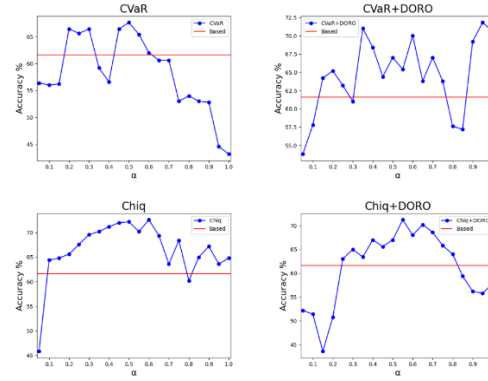 CVaR
CVaR
Based
Accuracy %
65
60
55
50
45
0.1 0.2 0.3 0.4 0.5 0.6 0.7 0.8 0.9 1.0
α
CVaR+DORO
CVaR+DORO
Based
Accuracy %
72.5
70.0
67.5
65.0
62.5
60.0
57.5
55.0
0.1 0.2 0.3 0.4 0.5 0.6 0.7 0.8 0.9
α
Chiq
Chiq
Based
Accuracy %
70
65
60
55
50
45
0.1 0.2 0.3 0.4 0.5 0.6 0.7 0.8 0.9 1.0
α
Chiq+DORO
Chiq+DORO
Based
Accuracy %
70
65
60
55
50
45
0.1 0.2 0.3 0.4 0.5 0.6 0.7 0.8 0.9
α